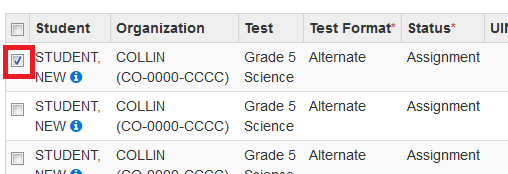 Student Organization Test Test Format* Status* UIN
STUDENT, COLLIN Grade 5 Alternate Assignment
NEW (CO-0000-CCCC) Science
STUDENT, COLLIN Grade 5 Alternate Assignment
NEW (CO-0000-CCCC) Science
STUDENT, COLLIN Grade 5 Alternate Assignment
NEW (CO-0000-CCCC) Science